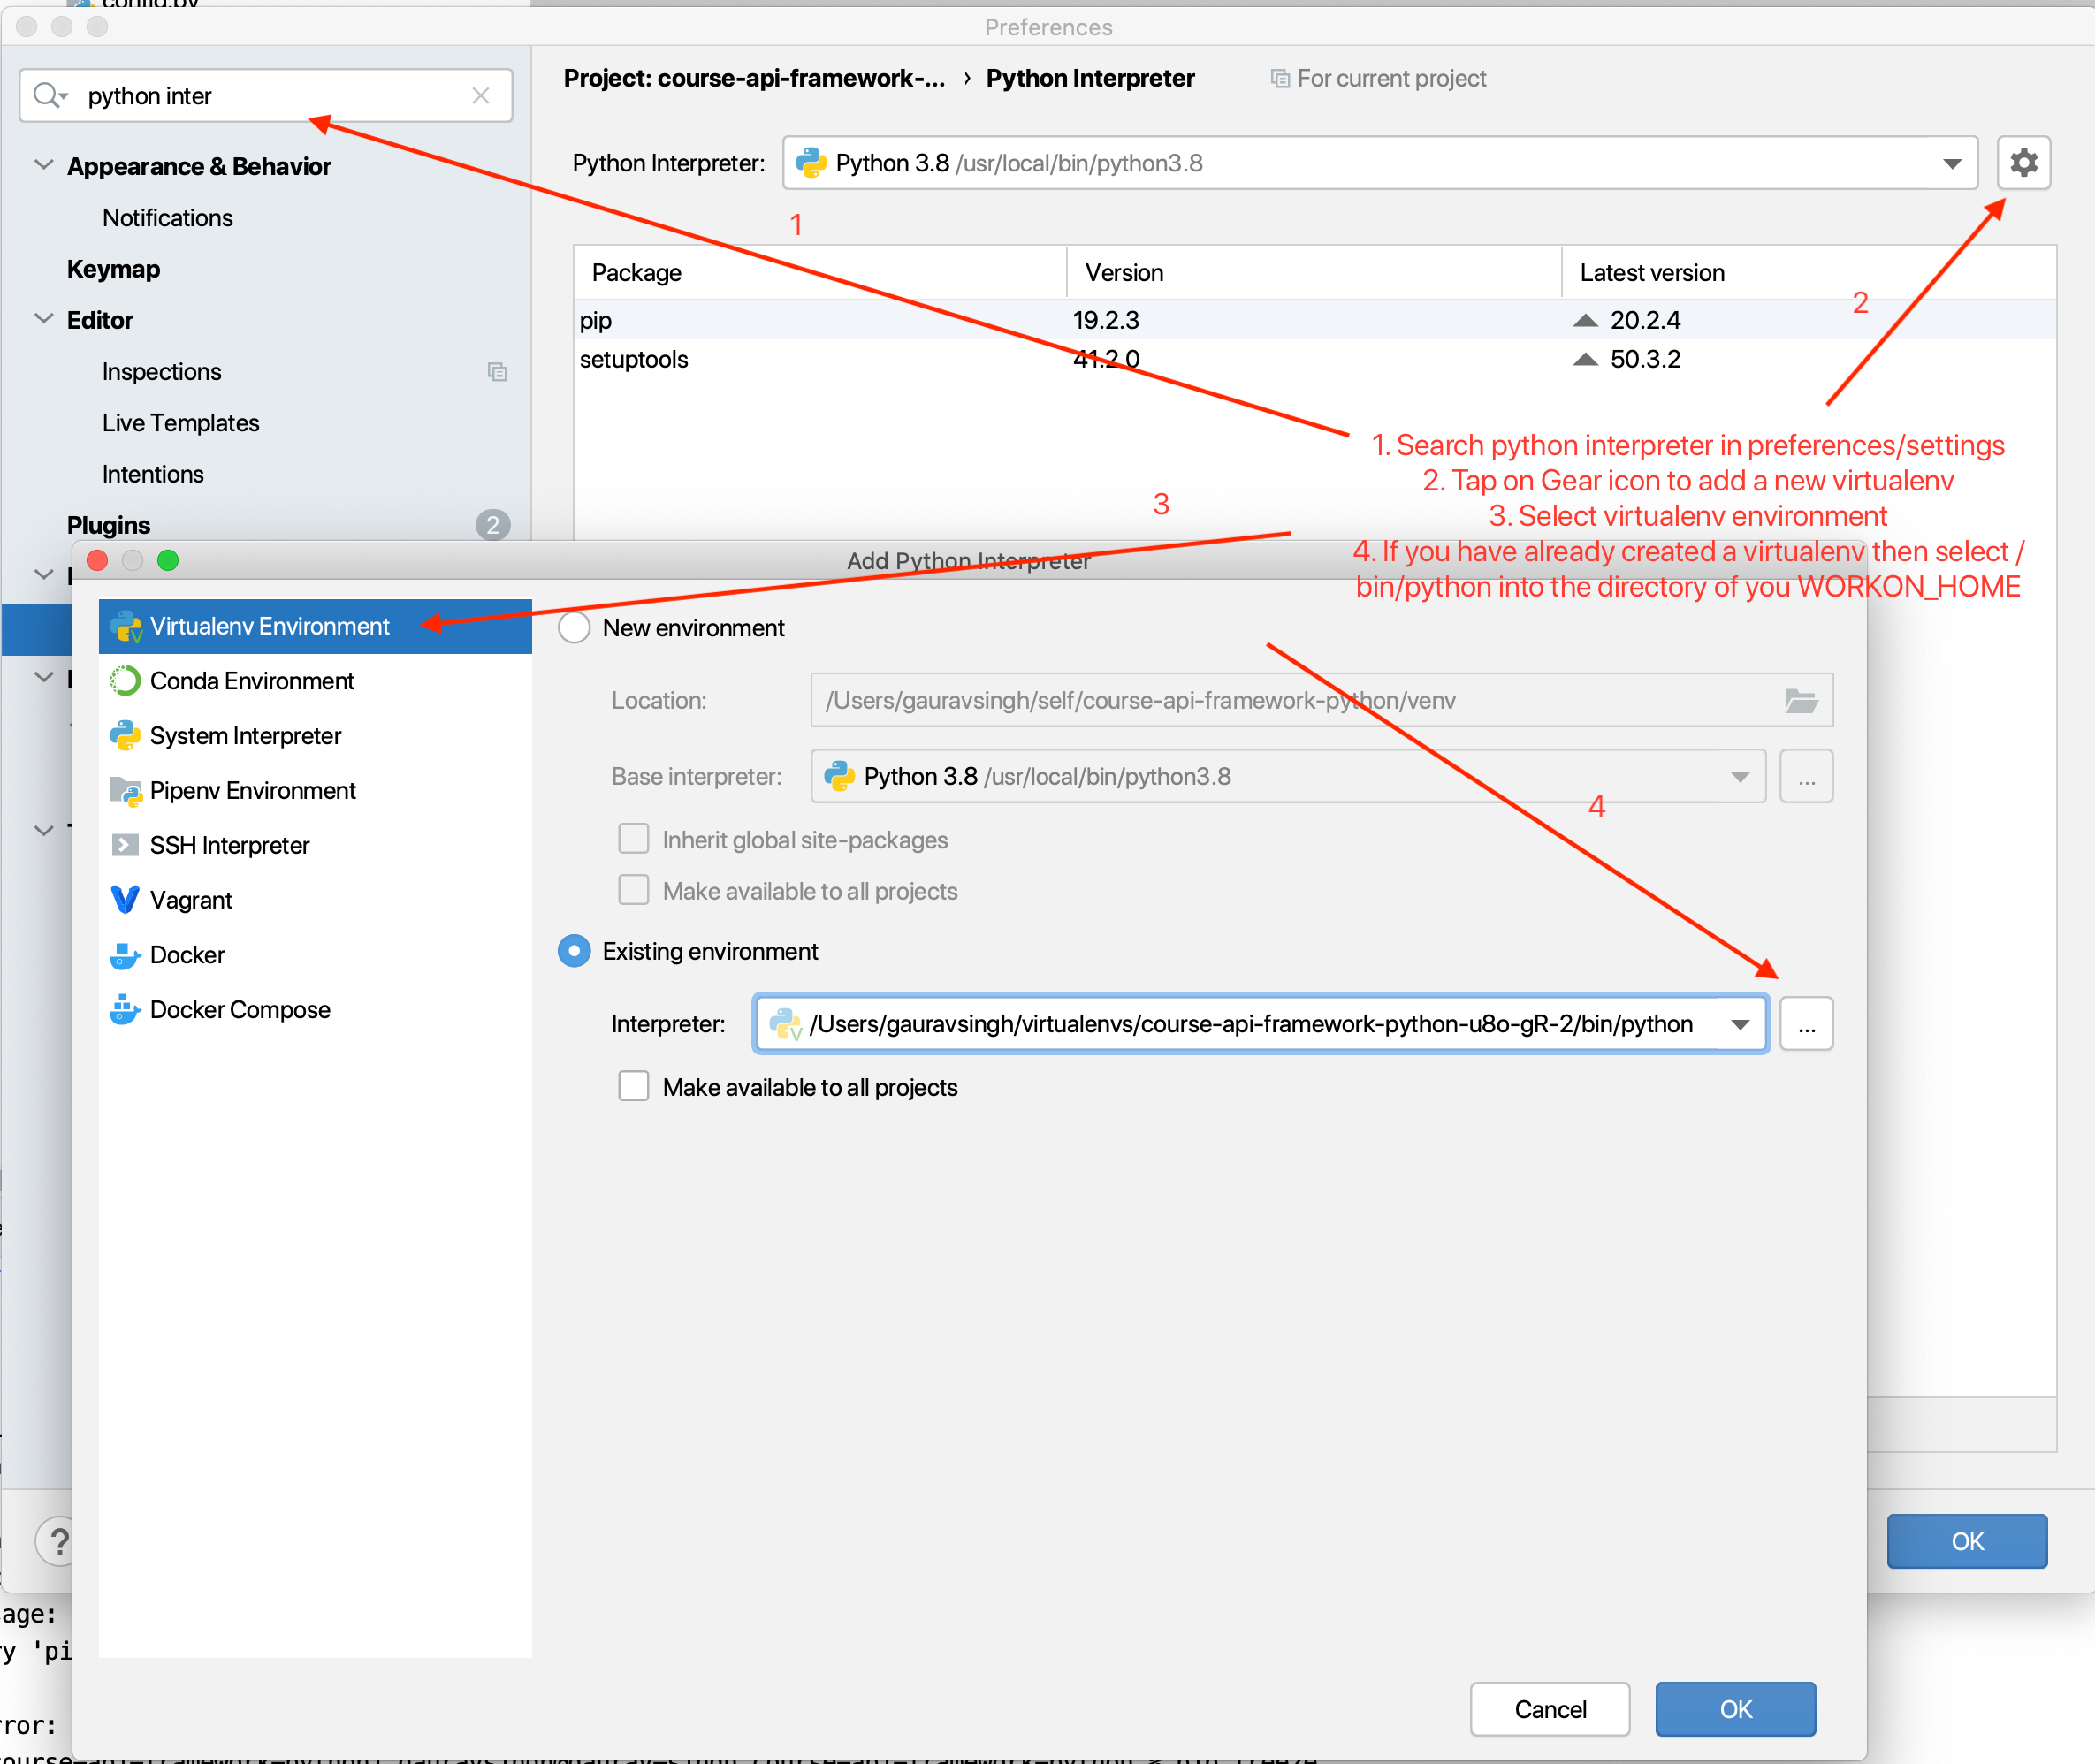 config.py
Preferences
python inter
Project: course-api-framework-... › Python Interpreter
For current project
Appearance & Behavior
Python Interpreter: Python 3.8 /usr/local/bin/python3.8
Notifications
1
Keymap
Package Version Latest version
2
Editor
pip 19.2.3 20.2.4
Inspections
setuptools 41.2.0 50.3.2
Live Templates
1. Search python interpreter in preferences/settings
Intentions
2. Tap on Gear icon to add a new virtualenv
3
3. Select virtualenv environment
Plugins 2
4. If you have already created a virtualenv then select /
bin/python into the directory of you WORKON_HOME
Add Python Interpreter
Virtualenv Environment
Conda Environment
System Interpreter
Pipenv Environment
SSH Interpreter
Vagrant
Docker
Docker Compose
New environment
Location: /Users/gauravsingh/self/course-api-framework-python/venv
Base interpreter: Python 3.8 /usr/local/bin/python3.8 ...
4
Inherit global site-packages
Make available to all projects
Existing environment
Interpreter: /Users/gauravsingh/virtualenvs/course-api-framework-python-u8o-gR-2/bin/python ...
Make available to all projects
?
OK
age:
y 'pi
Cancel OK
ror: